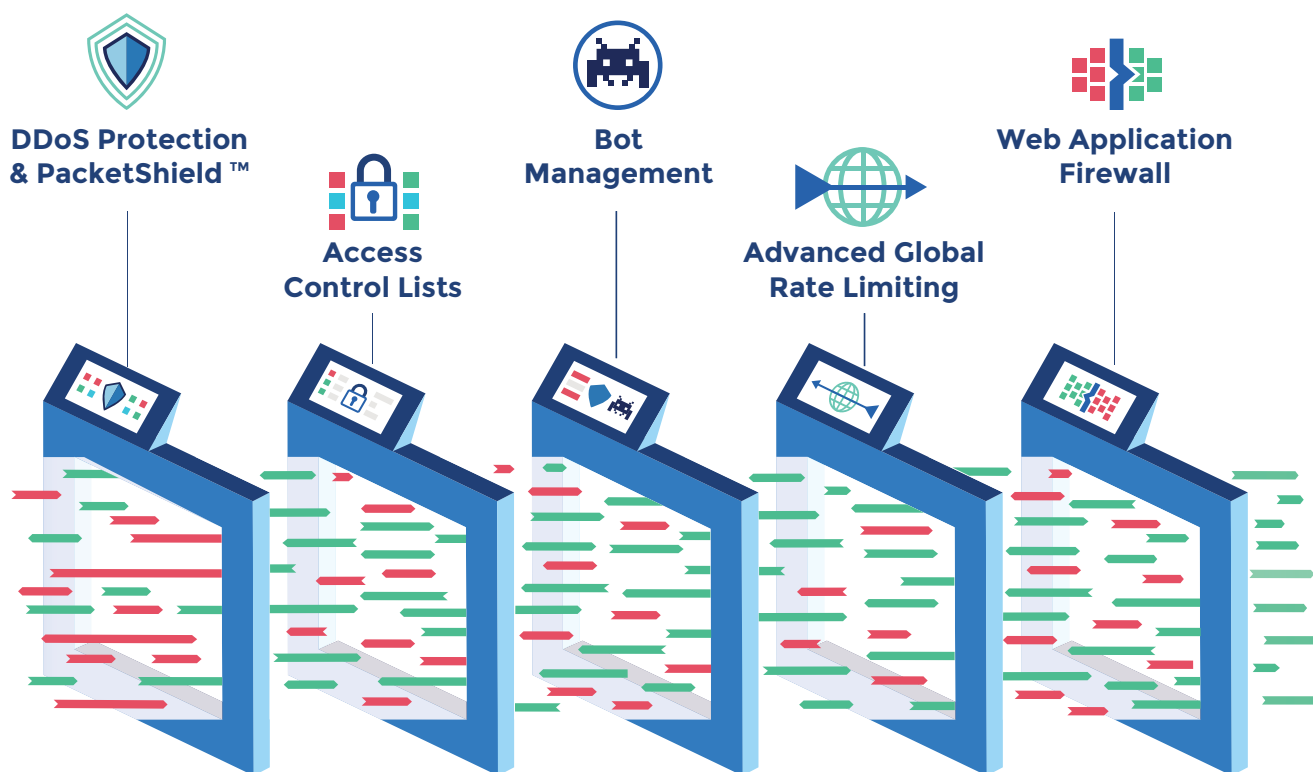 DDoS Protection
& PacketShield ™
Access
Control Lists
Bot
Management
Advanced Global
Rate Limiting
Web Application
Firewall